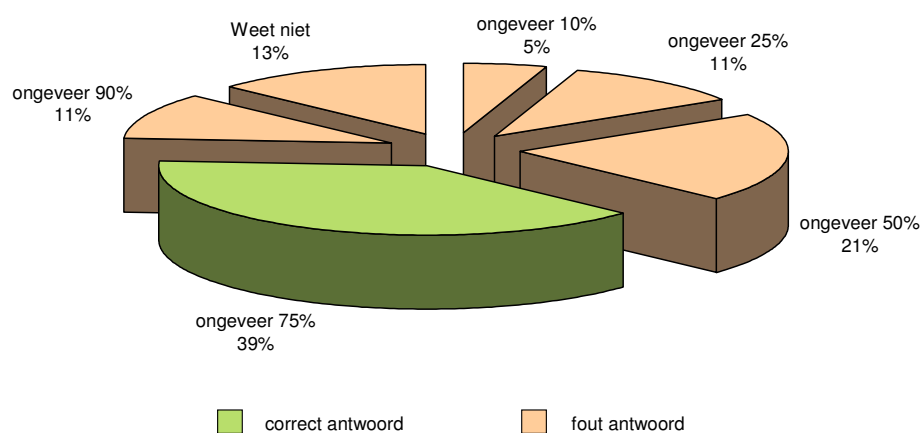 Weet niet
13%
ongeveer 10%
5%
ongeveer 25%
11%
ongeveer 90%
11%
ongeveer 50%
21%
ongeveer 75%
39%
correct antwoord
fout antwoord